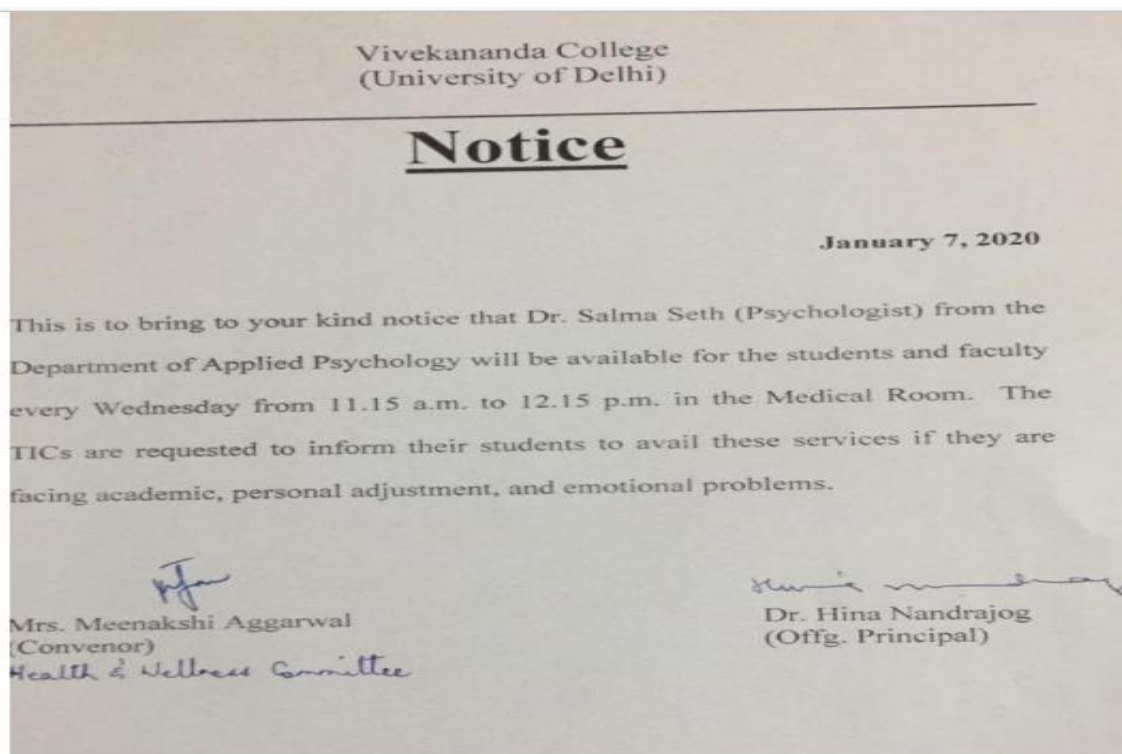 Vivekananda College
(University of Delhi)
Notice
January 7, 2020
This is to bring to your kind notice that Dr. Salma Seth (Psychologist) from the
Department of Applied Psychology will be available for the students and faculty
every Wednesday from 11.15 a.m. to 12.15 p.m. in the Medical Room. The
TICs are requested to inform their students to avail these services if they are
facing academic, personal adjustment, and emotional problems.
Mrs. Meenakshi Aggarwal
(Convenor)
Health & Wellness Committee
Dr. Hina Nandrajog
(Offg. Principal)